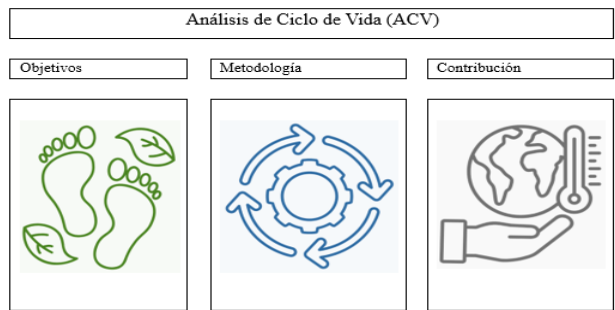 Análisis de Ciclo de Vida (ACV)
Objetivos
Metodología
Contribución